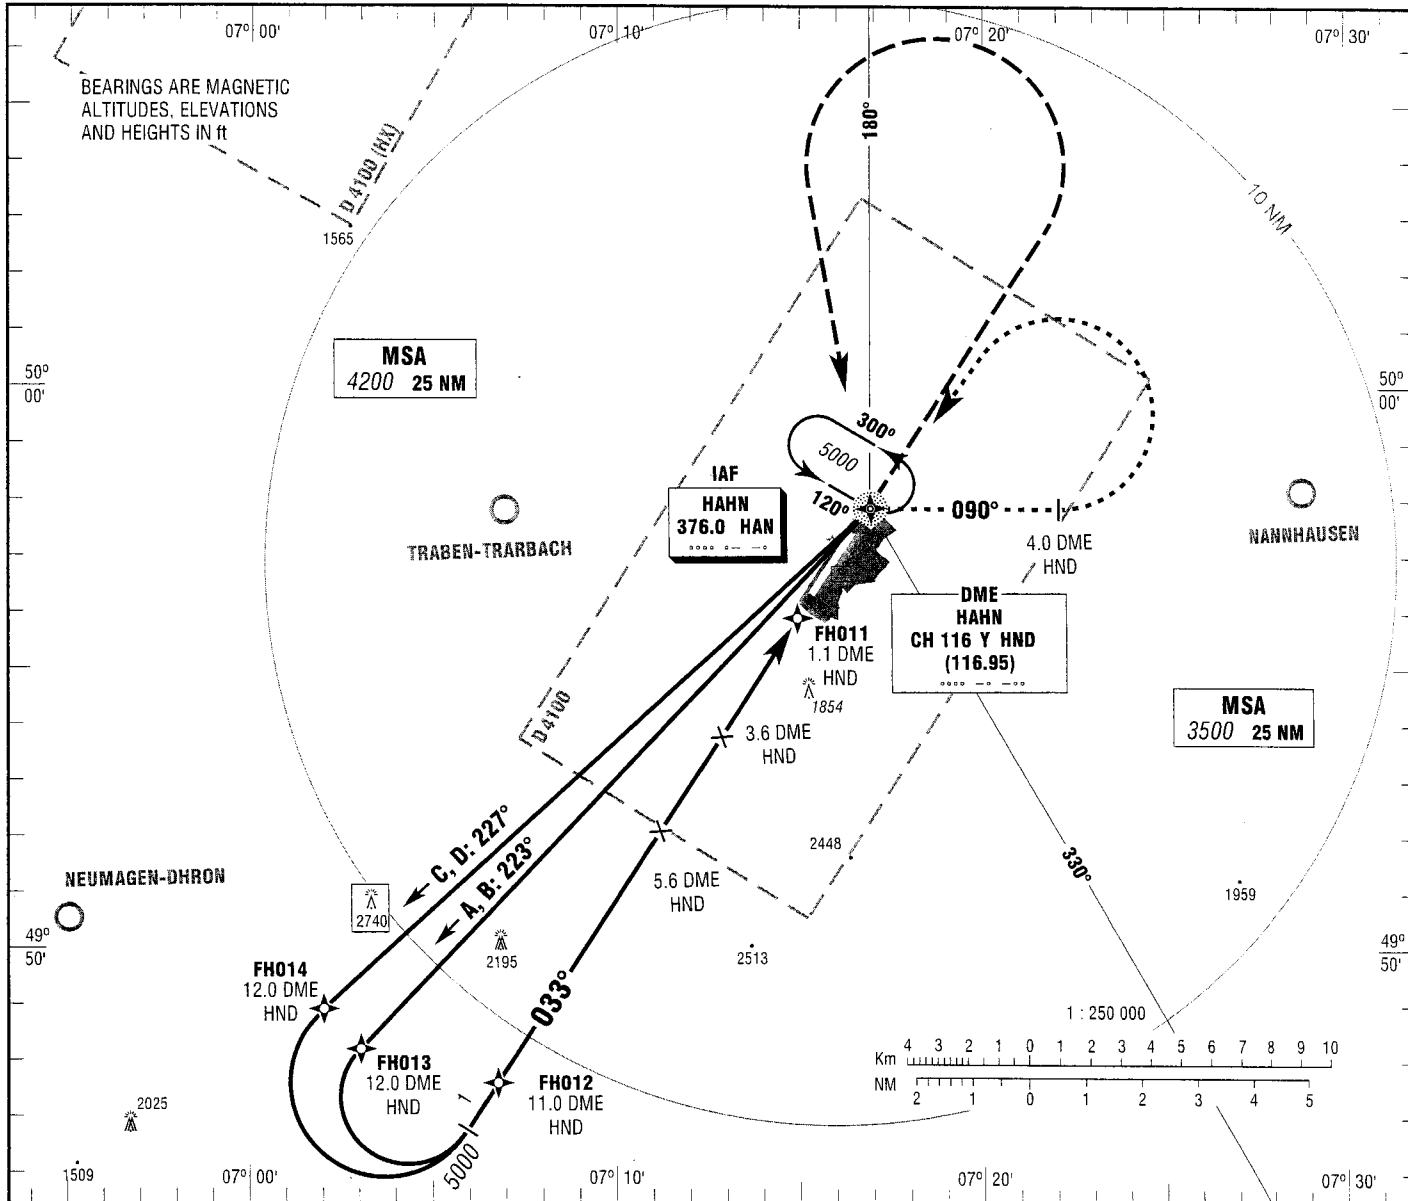 07° 00'
07° 10'
07° 20'
07° 30'
BEARINGS ARE MAGNETIC
ALTITUDES, ELEVATIONS
AND HEIGHTS IN ft
D 4100 (HX)
1565
180°
10 NM
MSA
4200 25 NM
50°
00'
50°
00'
300°
5000
120°
IAF
HAHN
376.0 HAN
090°
4.0 DME
HND
TRABEN-TRARBACH
NANNHAUSEN
DME
HAHN
CH 116 Y HND
(116.95)
FH011
1.1 DME
HND
1854
D 4100
3.6 DME
HND
MSA
3500 25 NM
C, D: 227°
A, B: 223°
2448
330°
5.6 DME
HND
1959
NEUMAGEN-DHRON
2740
2195
2513
49°
50'
49°
50'
FH014
12.0 DME
HND
033°
1 : 250 000
Km
4 3 2 1 0 1 2 3 4 5 6 7 8 9 10
NM
2 1 0 1 2 3 4 5
FH013
12.0 DME
HND
FH012
11.0 DME
HND
1
5000
2025
1509
07° 00'
07° 10'
07° 20'
07° 30'